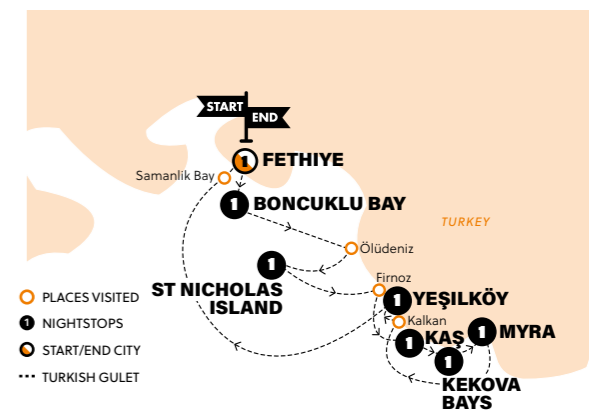 START
END
1 FETHIYE
Samanlik Bay
1 BONCUKLU BAY
TURKEY
Ölüdeniz
1
ST NICHOLAS
ISLAND
Firnoz
1 YEŞILKÖY
Kalkan
1 KAŞ
1 MYRA
1
KEKOVA
BAYS
PLACES VISITED
1 NIGHTSTOPS
START/END CITY
TURKISH GULET